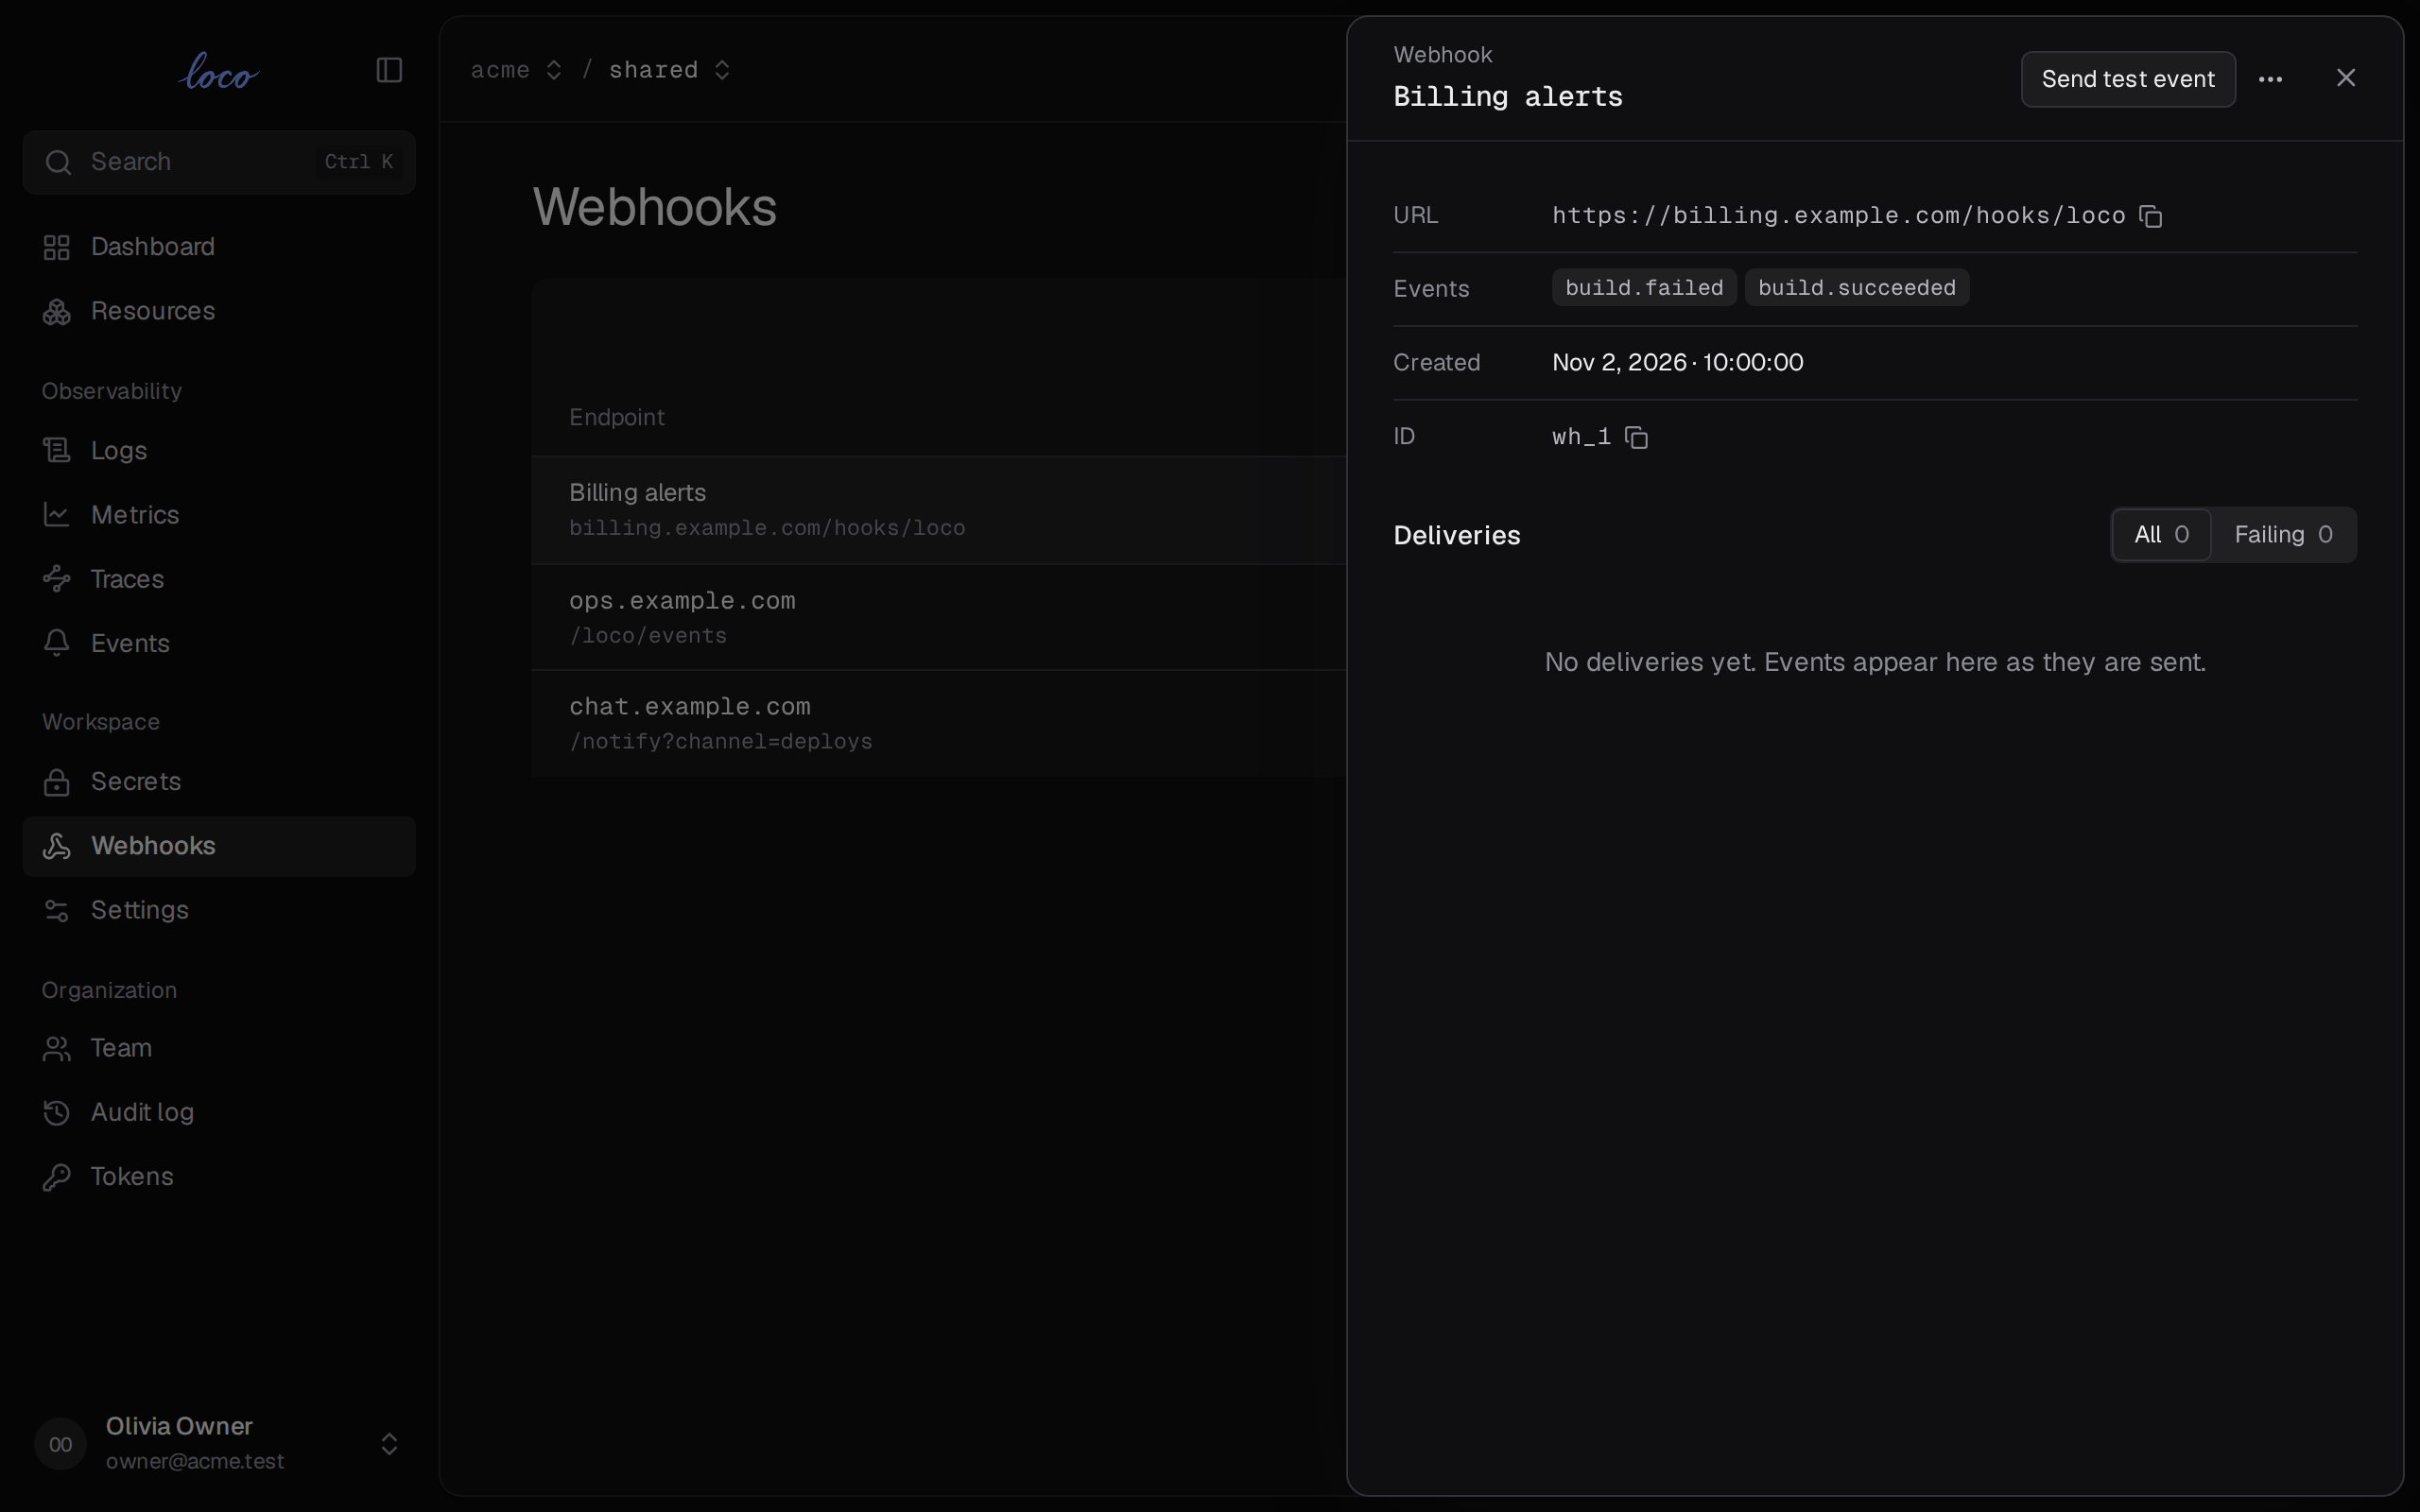 loco
Search
Ctrl K
Dashboard
Resources
Observability
Logs
Metrics
Traces
Events
Workspace
Secrets
Webhooks
Settings
Organization
Team
Audit log
Tokens
OO
Olivia Owner
owner@acme.test
acme / shared
Webhooks
Endpoint
Billing alerts
billing.example.com/hooks/loco
ops.example.com
/loco/events
chat.example.com
/notify?channel=deploys
Webhook
Billing alerts
Send test event
URL https://billing.example.com/hooks/loco
Events build.failed build.succeeded
Created Nov 2, 2026 · 10:00:00
ID wh_1
Deliveries
All 0 Failing 0
No deliveries yet. Events appear here as they are sent.